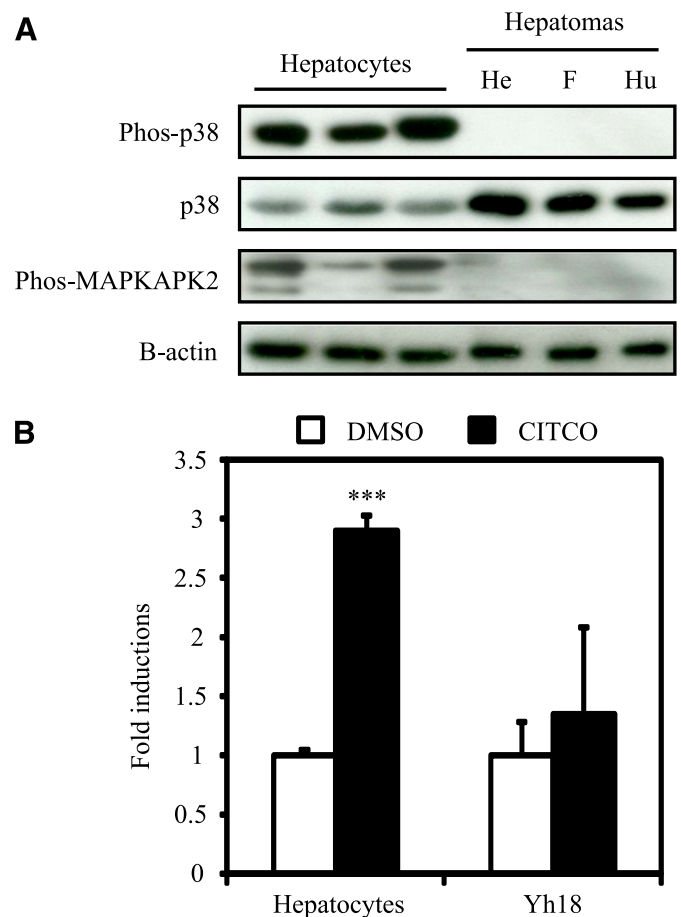 A
Hepatomas
Hepatocytes
He F Hu
Phos-p38
p38
Phos-MAPKAPK2
B-actin
B
DMSO CITCO
3.5
***
3
2.5
2
1.5
1
0.5
0
Fold inductions
Hepatocytes Yh18